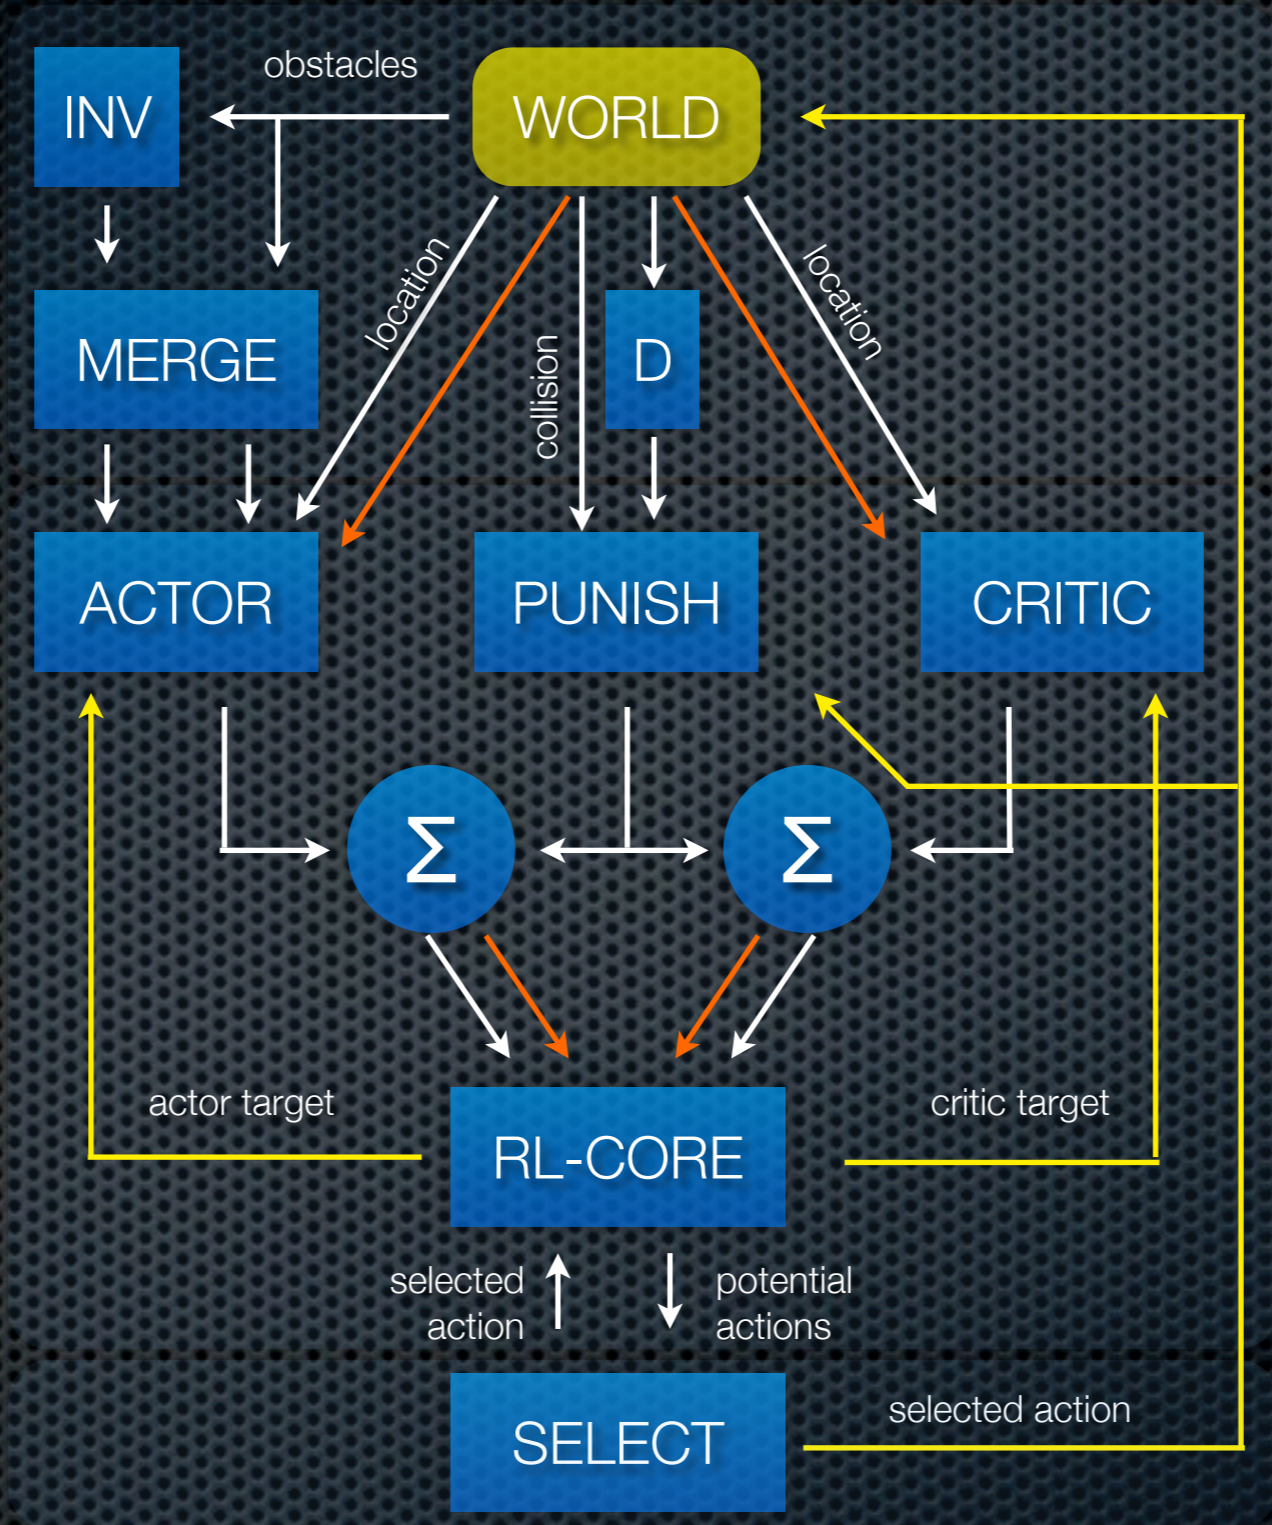 obstacles
INV
WORLD
location
location
collision
MERGE
D
ACTOR
PUNISH
CRITIC
Σ
Σ
actor target
critic target
RL-CORE
selected
action
potential
actions
SELECT
selected action